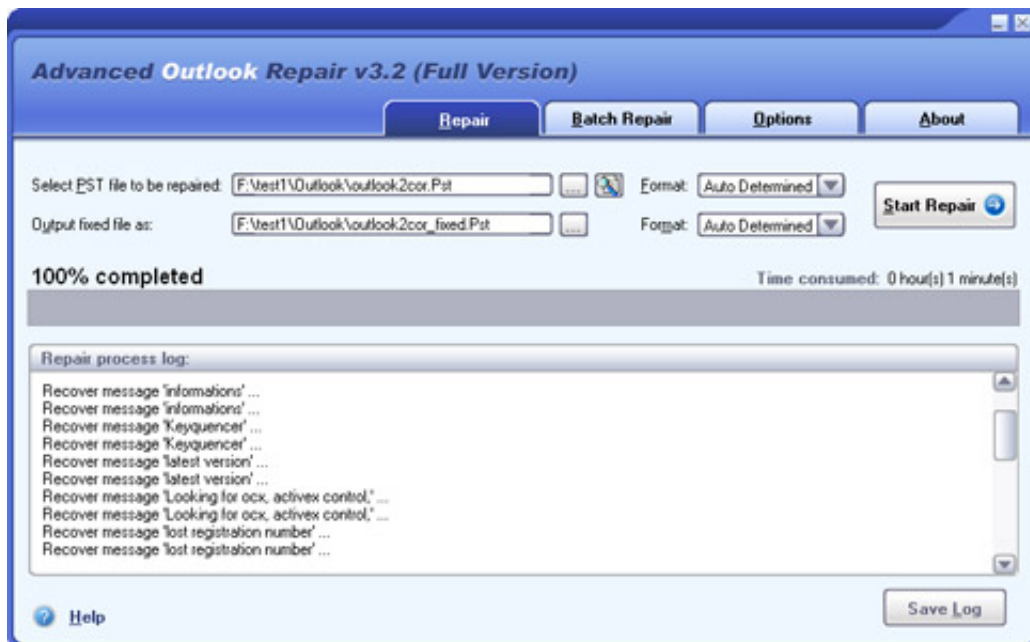 Advanced Outlook Repair v3.2 (Full Version)
Repair Batch Repair Options About
Select PST file to be repaired: F:\test1\Outlook\outlook2cor.Pst ... Format: Auto Determined
Start Repair
Output fixed file as: F:\test1\Outlook\outlook2cor_fixed.Pst ... Format: Auto Determined
100% completed Time consumed: 0 hour(s) 1 minute(s)
Repair process log:
Recover message 'informations' ...
Recover message 'informations' ...
Recover message 'Keyquencer' ...
Recover message 'Keyquencer' ...
Recover message 'latest version' ...
Recover message 'latest version' ...
Recover message 'Looking for ocx, activex control,' ...
Recover message 'Looking for ocx, activex control,' ...
Recover message 'lost registration number' ...
Recover message 'lost registration number' ...
Help Save Log